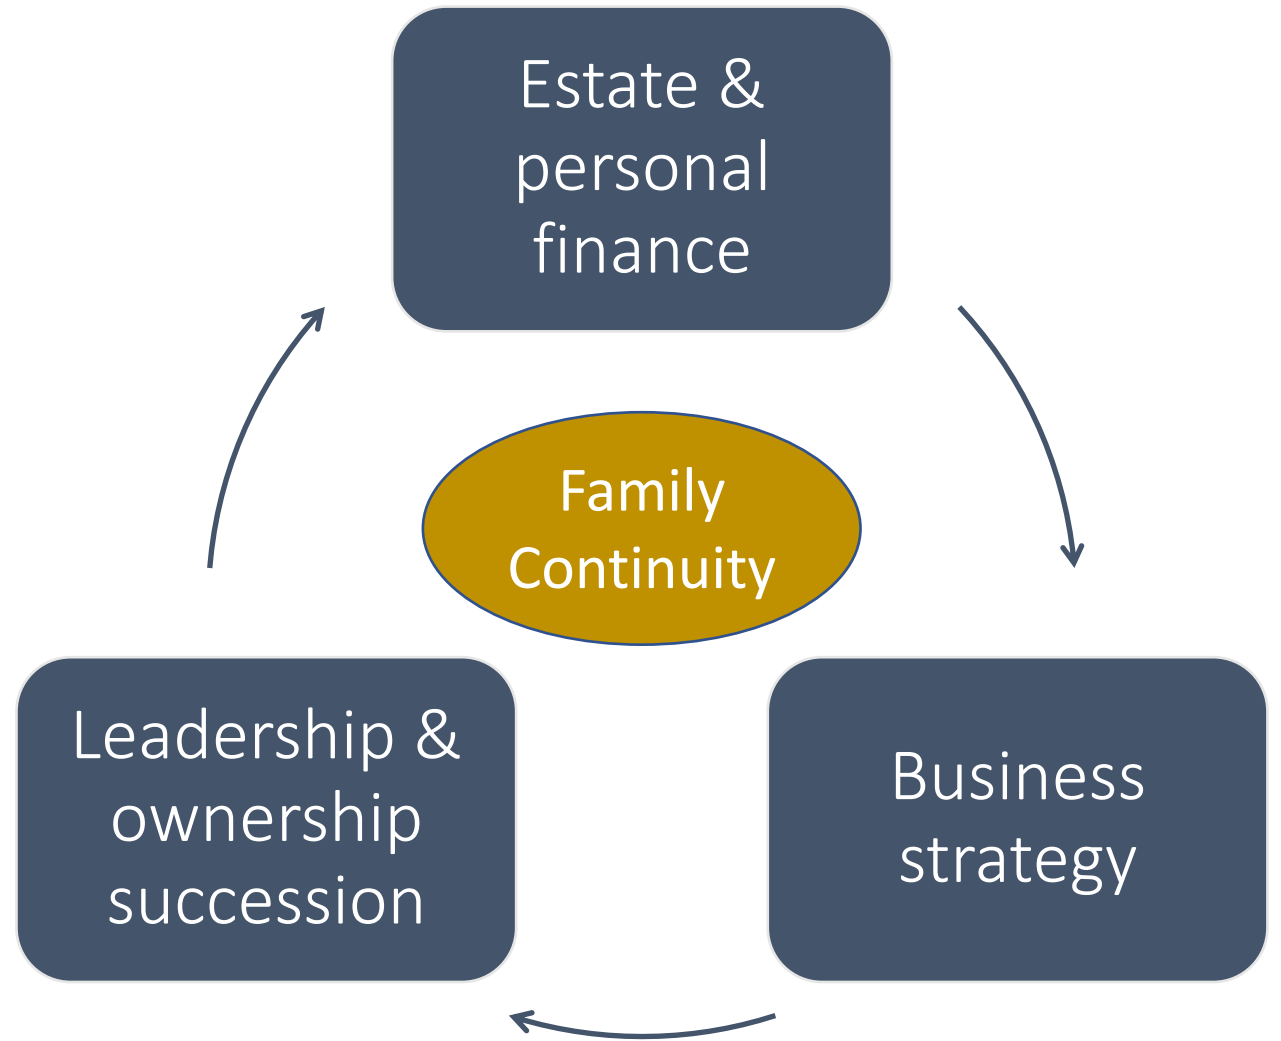 Estate &
personal
finance
Family
Continuity
Leadership &
ownership
succession
Business
strategy